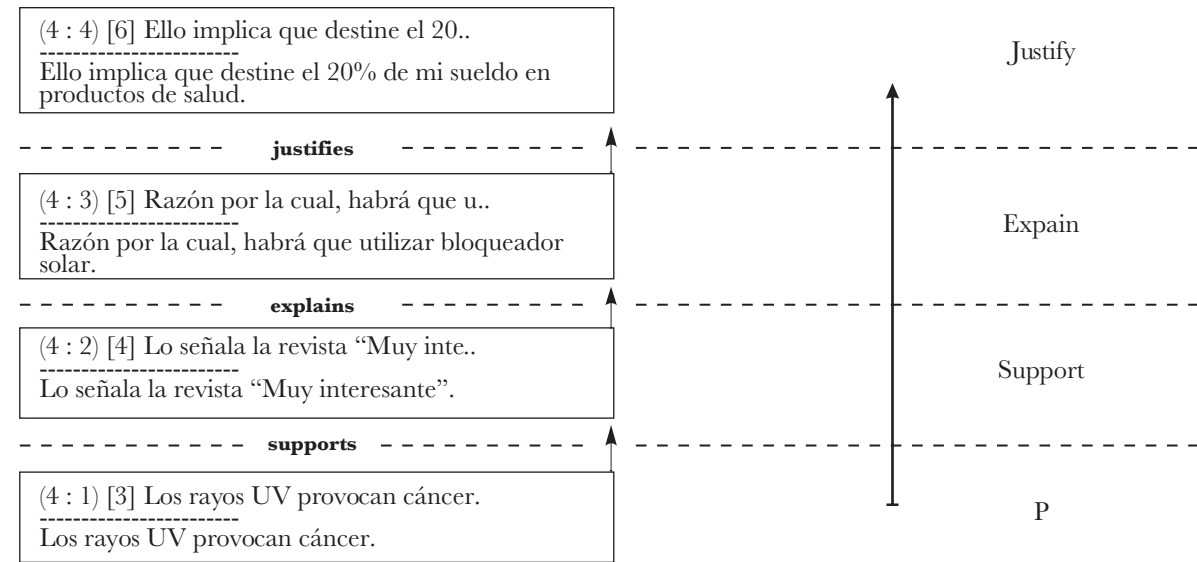 (4 : 4) [6] Ello implica que destine el 20..
Ello implica que destine el 20% de mi sueldo en
productos de salud.
Justify
justifies
(4 : 3) [5] Razón por la cual, habrá que u..
Razón por la cual, habrá que utilizar bloqueador
solar.
Expain
explains
(4 : 2) [4] Lo señala la revista “Muy inte..
Lo señala la revista “Muy interesante”.
Support
supports
(4 : 1) [3] Los rayos UV provocan cáncer.
Los rayos UV provocan cáncer.
P